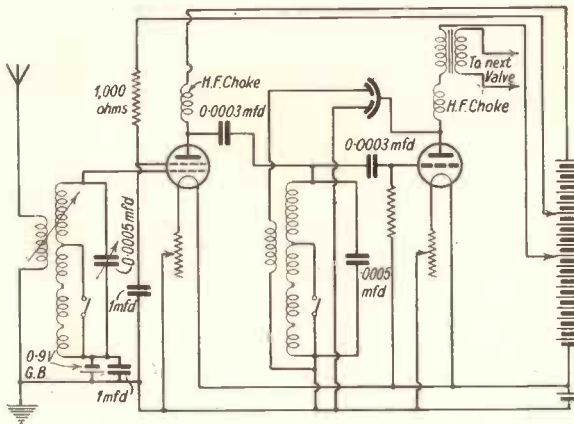 1,000
ohms
H.F. Choke
0·0003 mfd
To next
Valve
H.F. Choke
0·0003 mfd
0·0005 mfd
1mfd
·0005
mfd
0·9V
G.B
1mfd